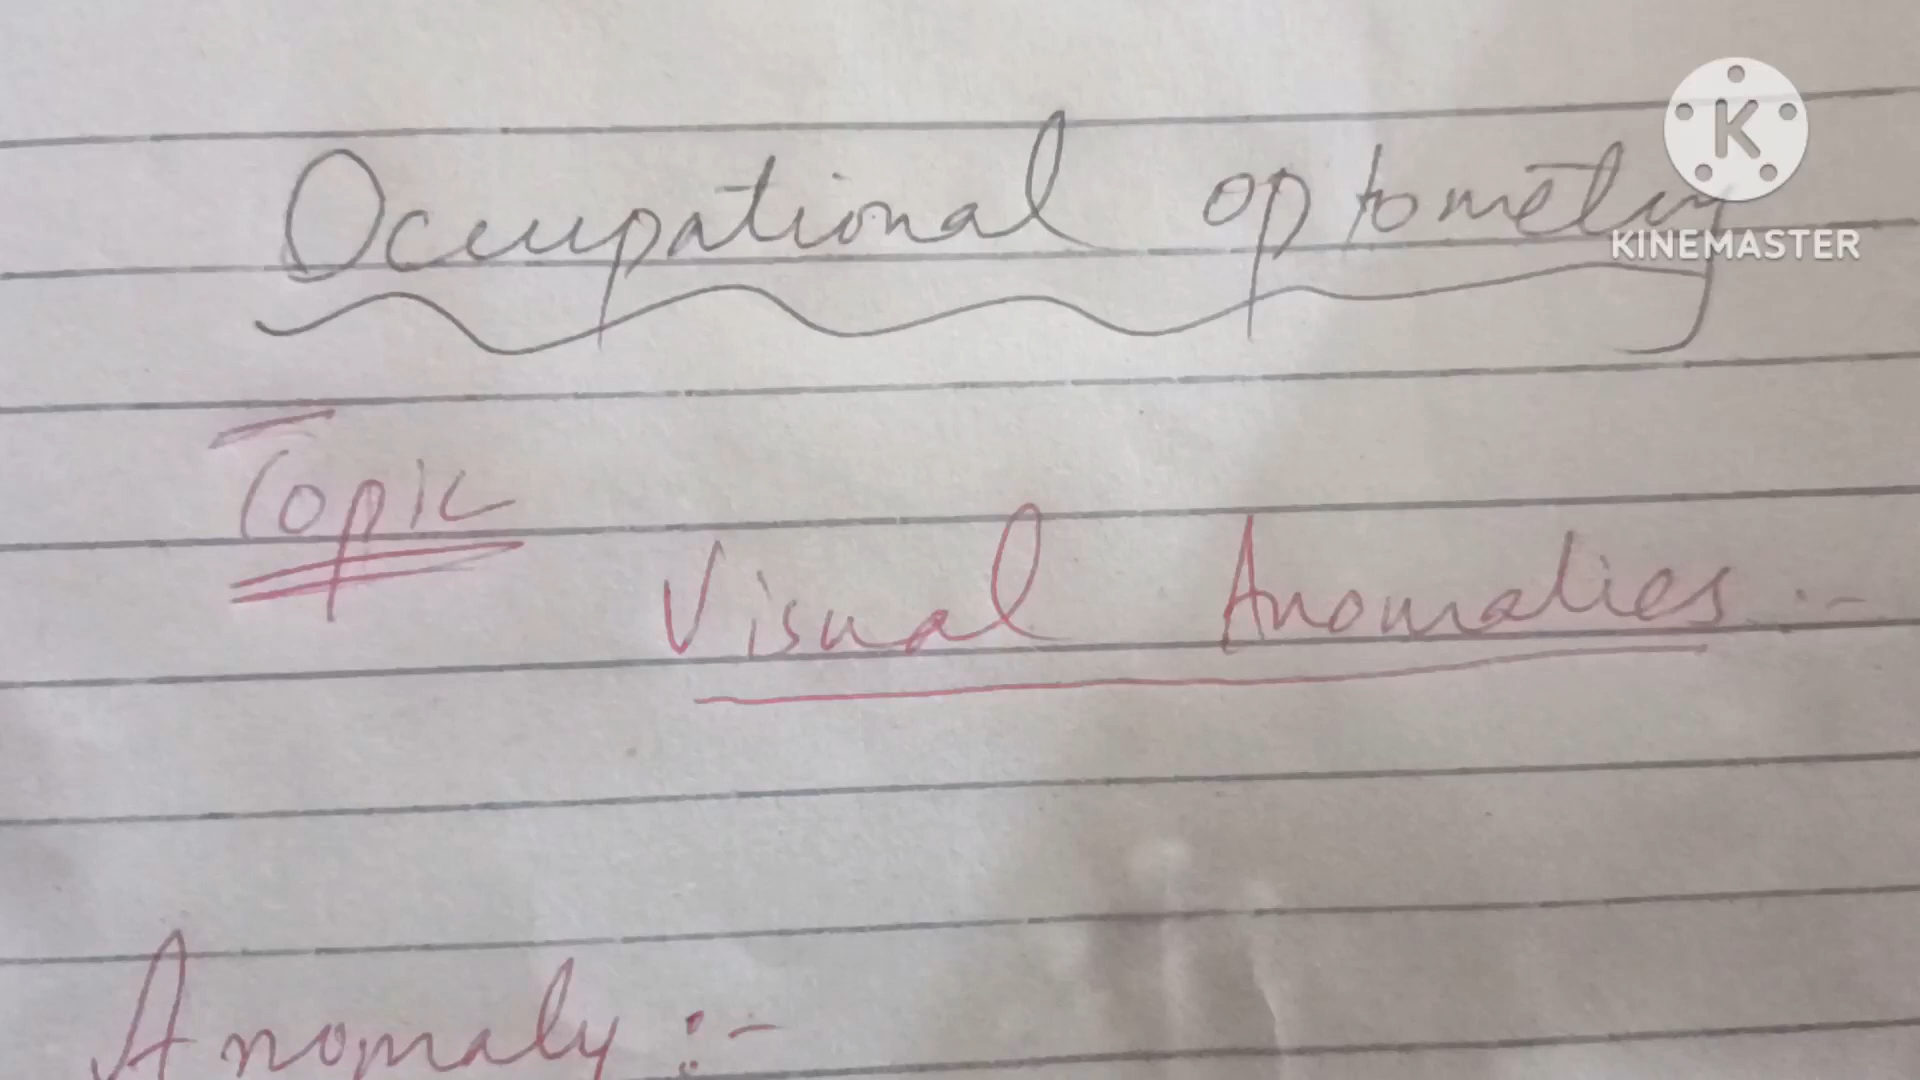 Occupational optometry
K
KINEMASTER
Topic
Visual Anomalies :-
Anomaly :-